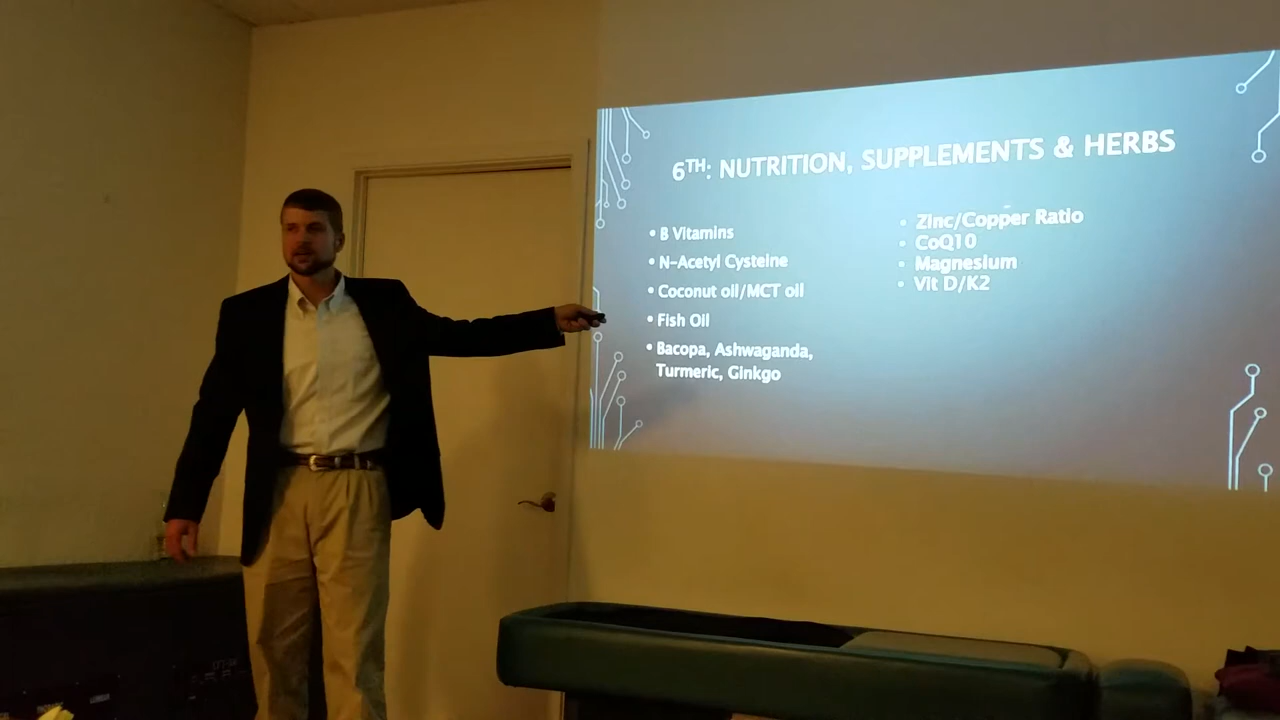 6TH: NUTRITION, SUPPLEMENTS & HERBS
• B Vitamins
• N-Acetyl Cysteine
• Coconut oil/MCT oil
• Fish Oil
• Bacopa, Ashwaganda,
Turmeric, Ginkgo
• Zinc/Copper Ratio
• CoQ10
• Magnesium
• Vit D/K2